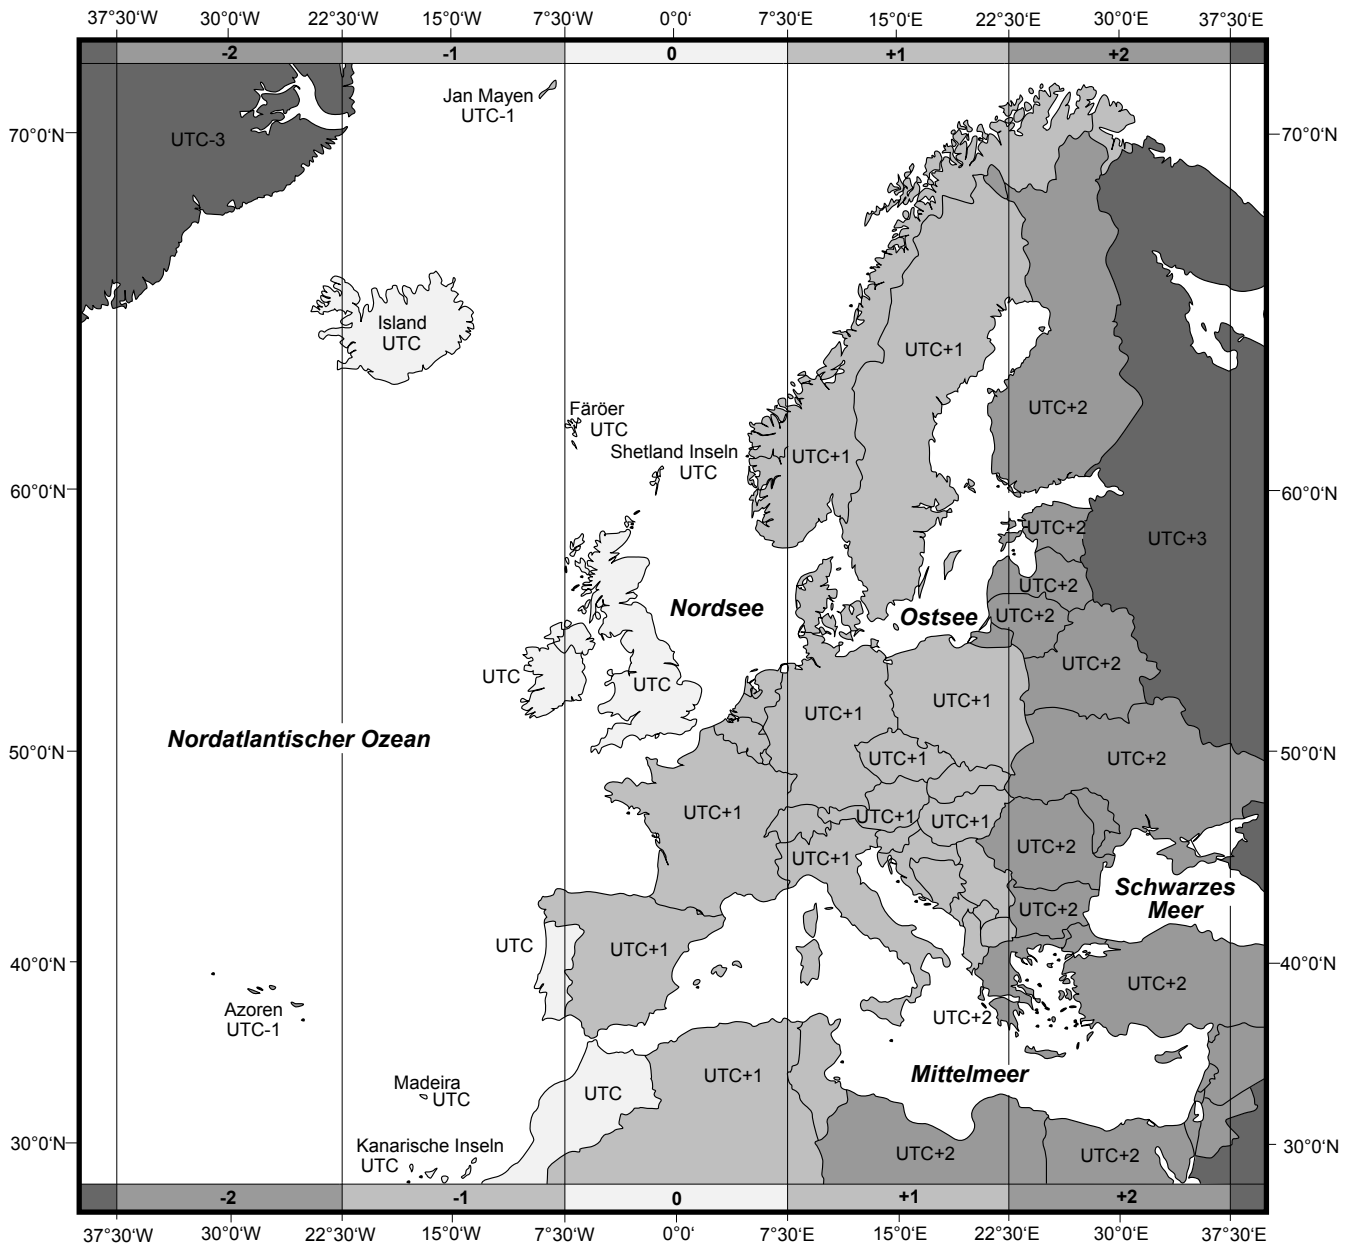 37°30'W 30°0'W 22°30'W 15°0'W 7°30'W 0°0‘ 7°30'E 15°0'E 22°30'E 30°0'E 37°30'E
-2 -1 0 +1 +2
Jan Mayen
UTC-1
70°0‘N
UTC-3
70°0‘N
Island
UTC
UTC+1
Färöer
UTC
UTC+2
Shetland Inseln
UTC
UTC+1
60°0‘N
60°0‘N
UTC+2
UTC+3
UTC+2
Nordsee
Ostsee
UTC+2
UTC+2
UTC
UTC
UTC+1
UTC+1
Nordatlantischer Ozean
50°0‘N
50°0‘N
UTC+1
UTC+2
UTC+1
UTC+1
UTC+1
UTC+2
UTC+1
Schwarzes
Meer
UTC+2
UTC
UTC+1
40°0‘N
40°0‘N
UTC+2
Azoren
UTC-1
UTC+2
Mittelmeer
UTC+1
Madeira
UTC
UTC
30°0‘N
30°0‘N
Kanarische Inseln
UTC
UTC+2
UTC+2
-2 -1 0 +1 +2
37°30'W 30°0'W 22°30'W 15°0'W 7°30'W 0°0‘ 7°30'E 15°0'E 22°30'E 30°0'E 37°30'E